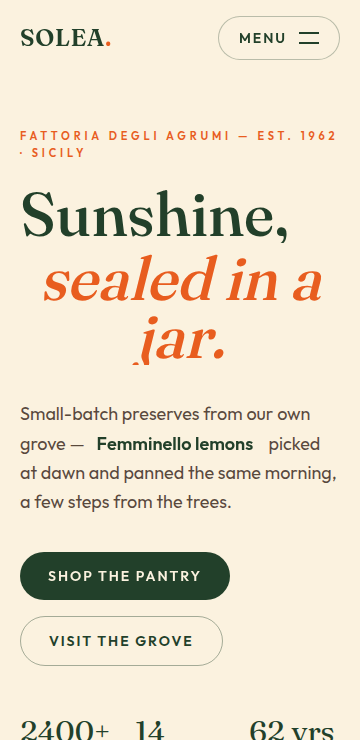 SOLEA.
MENU
FATTORIA DEGLI AGRUMI — EST. 1962
· SICILY
Sunshine,
sealed in a
jar.
Small-batch preserves from our own
grove — Femminello lemons picked
at dawn and panned the same morning,
a few steps from the trees.
SHOP THE PANTRY
VISIT THE GROVE
2400+ 14 62 yrs